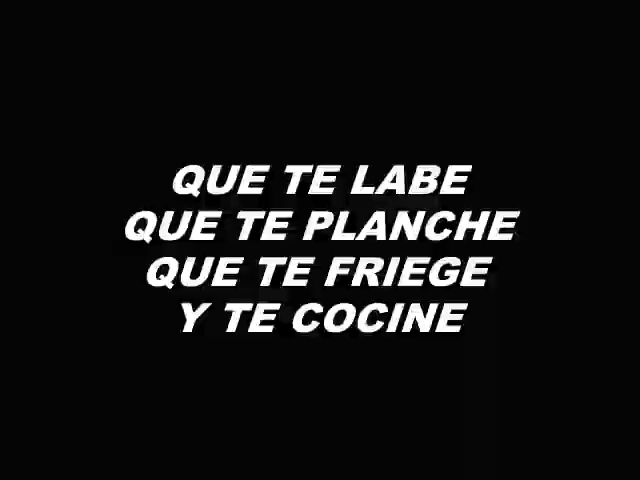 QUE TE LABE
QUE TE PLANCHE
QUE TE FRIEGE
Y TE COCINE